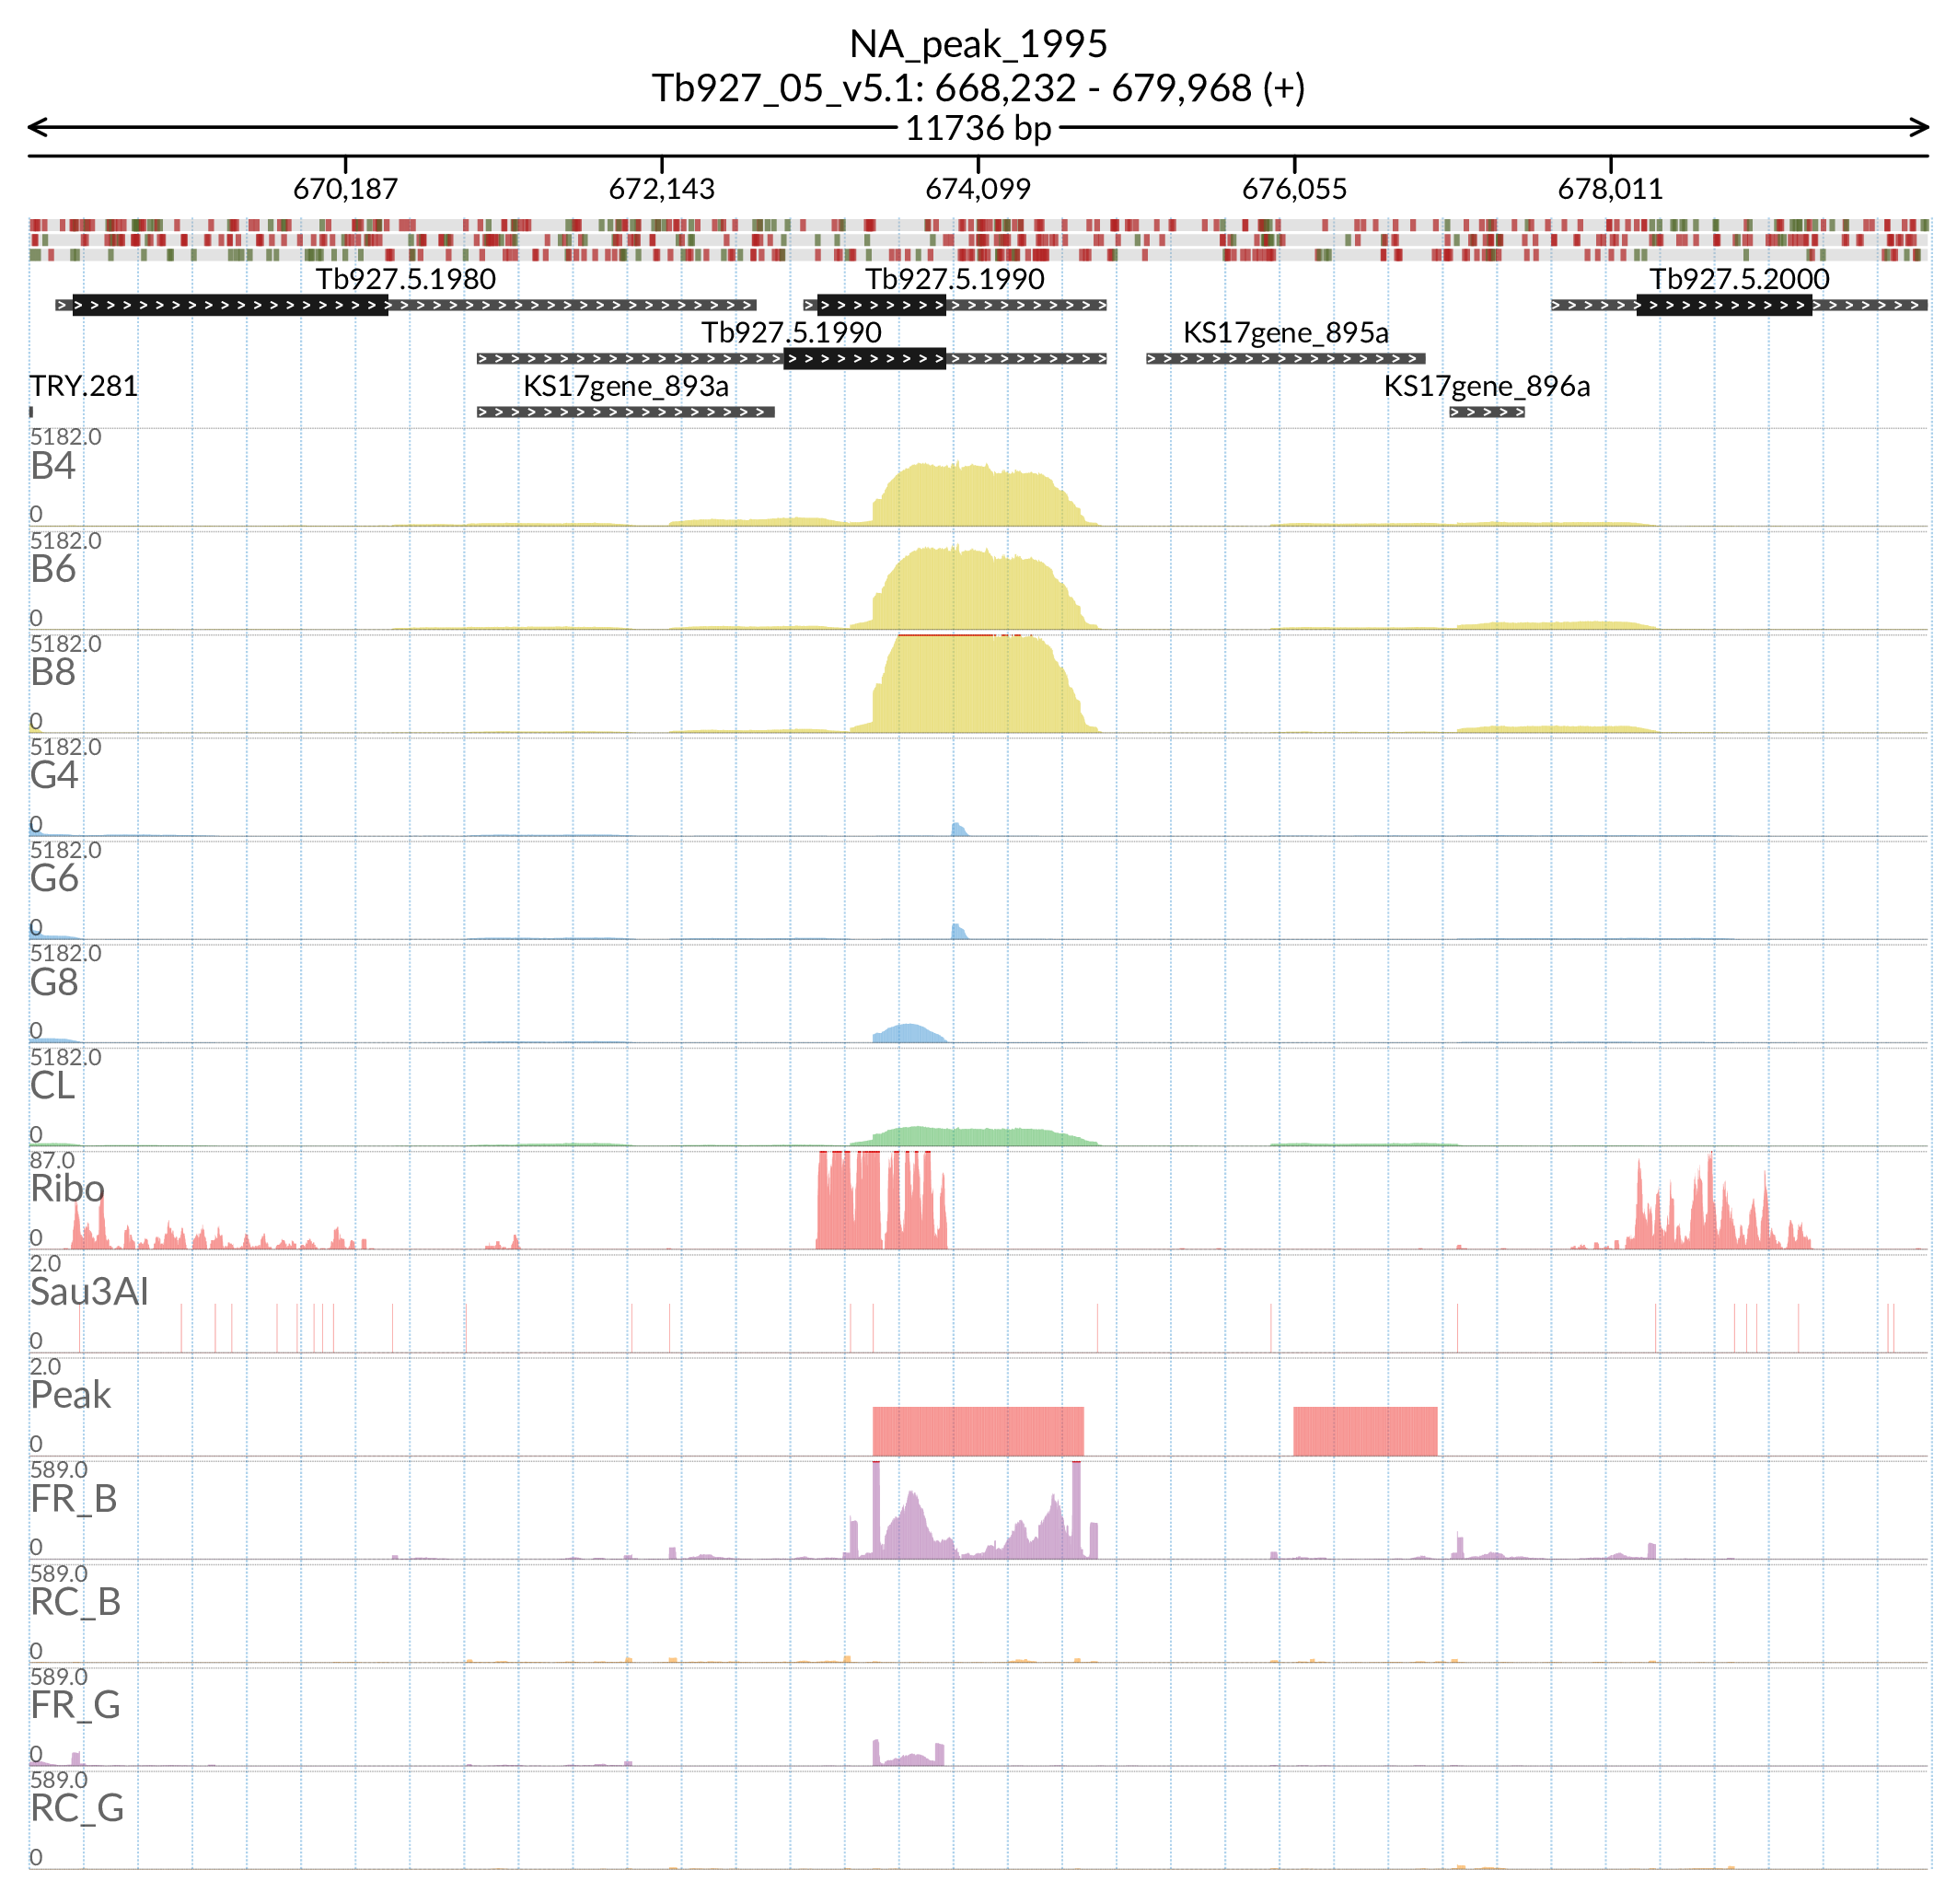 NA_peak_1995
Tb927_05_v5.1: 668,232 - 679,968 (+)
11736 bp
670,187 672,143 674,099 676,055 678,011
Tb927.5.1980 Tb927.5.1990 Tb927.5.2000
Tb927.5.1990 KS17gene_895a
TRY.281 KS17gene_893a KS17gene_896a
5182.0
B4
0
5182.0
B6
0
5182.0
B8
0
5182.0
G4
0
5182.0
G6
0
5182.0
G8
0
5182.0
CL
0
87.0
Ribo
0
2.0
Sau3AI
0
2.0
Peak
0
589.0
FR_B
0
589.0
RC_B
0
589.0
FR_G
0
589.0
RC_G
0